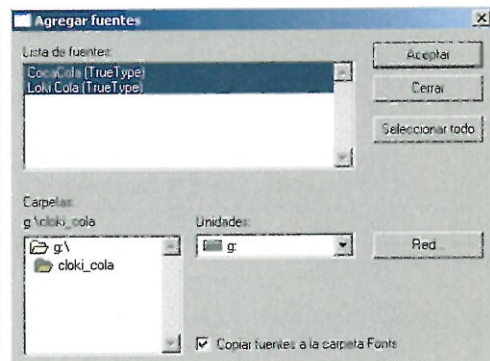 Agregar fuentes
Lista de fuentes:
CocaCola (TrueType)
Loki Cola (TrueType)
Aceptar
Cerrar
Seleccionar todo
Carpetas:
g:\cloki_cola
g:\
cloki_cola
Unidades:
g:
Red...
Copiar fuentes a la carpeta Fonts